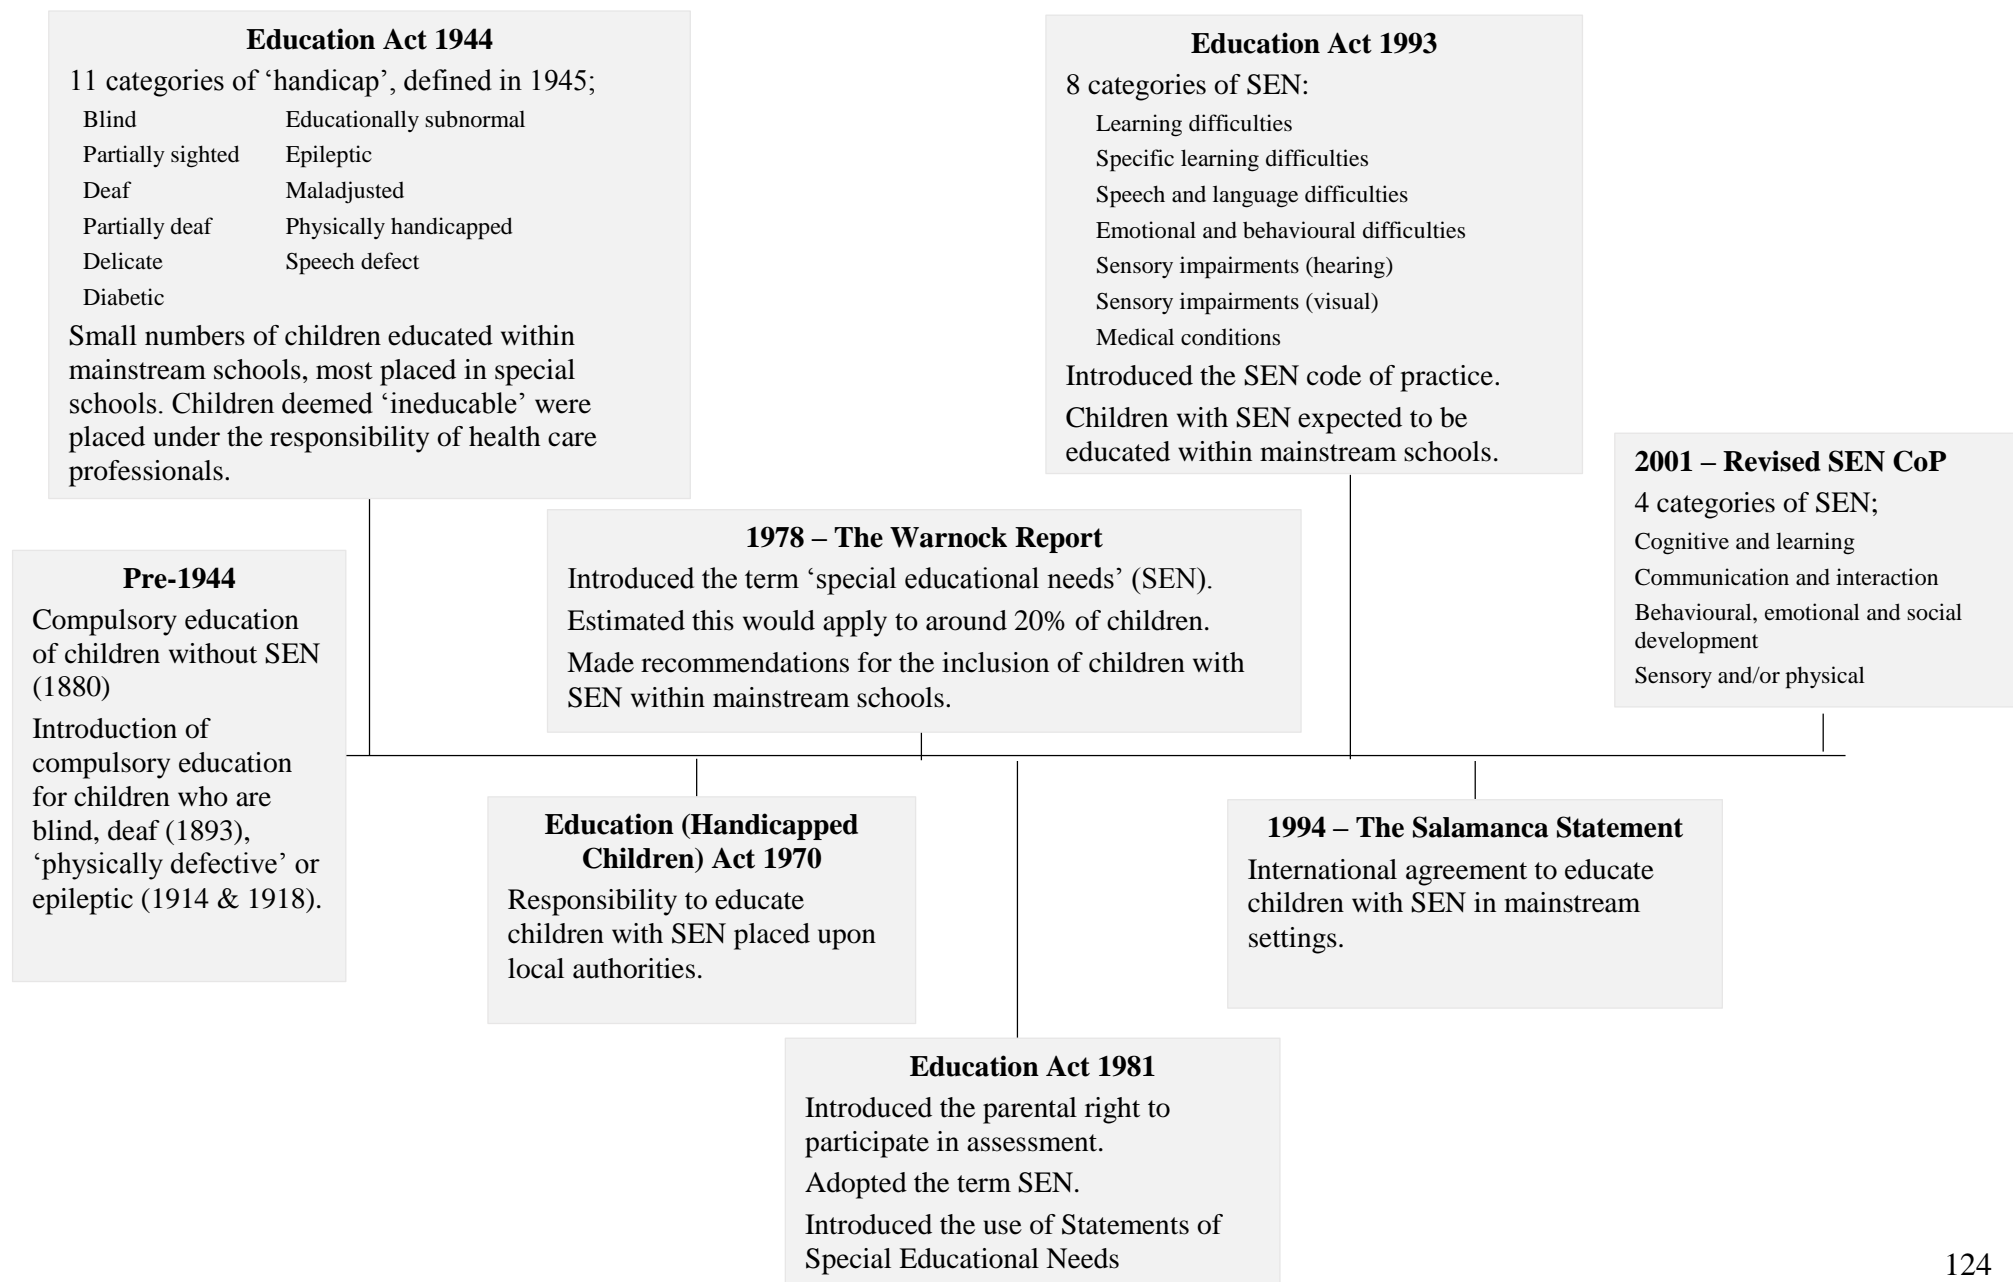 Education Act 1944
11 categories of ‘handicap’, defined in 1945;
Blind
Partially sighted
Deaf
Partially deaf
Delicate
Diabetic
Educationally subnormal
Epileptic
Maladjusted
Physically handicapped
Speech defect
Small numbers of children educated within
mainstream schools, most placed in special
schools. Children deemed ‘ineducable’ were
placed under the responsibility of health care
professionals.
Education Act 1993
8 categories of SEN:
Learning difficulties
Specific learning difficulties
Speech and language difficulties
Emotional and behavioural difficulties
Sensory impairments (hearing)
Sensory impairments (visual)
Medical conditions
Introduced the SEN code of practice.
Children with SEN expected to be
educated within mainstream schools.
2001 – Revised SEN CoP
4 categories of SEN;
Cognitive and learning
Communication and interaction
Behavioural, emotional and social
development
Sensory and/or physical
1978 – The Warnock Report
Introduced the term ‘special educational needs’ (SEN).
Estimated this would apply to around 20% of children.
Made recommendations for the inclusion of children with
SEN within mainstream schools.
Pre-1944
Compulsory education
of children without SEN
(1880)
Introduction of
compulsory education
for children who are
blind, deaf (1893),
‘physically defective’ or
epileptic (1914 & 1918).
Education (Handicapped
Children) Act 1970
Responsibility to educate
children with SEN placed upon
local authorities.
1994 – The Salamanca Statement
International agreement to educate
children with SEN in mainstream
settings.
Education Act 1981
Introduced the parental right to
participate in assessment.
Adopted the term SEN.
Introduced the use of Statements of
Special Educational Needs
124